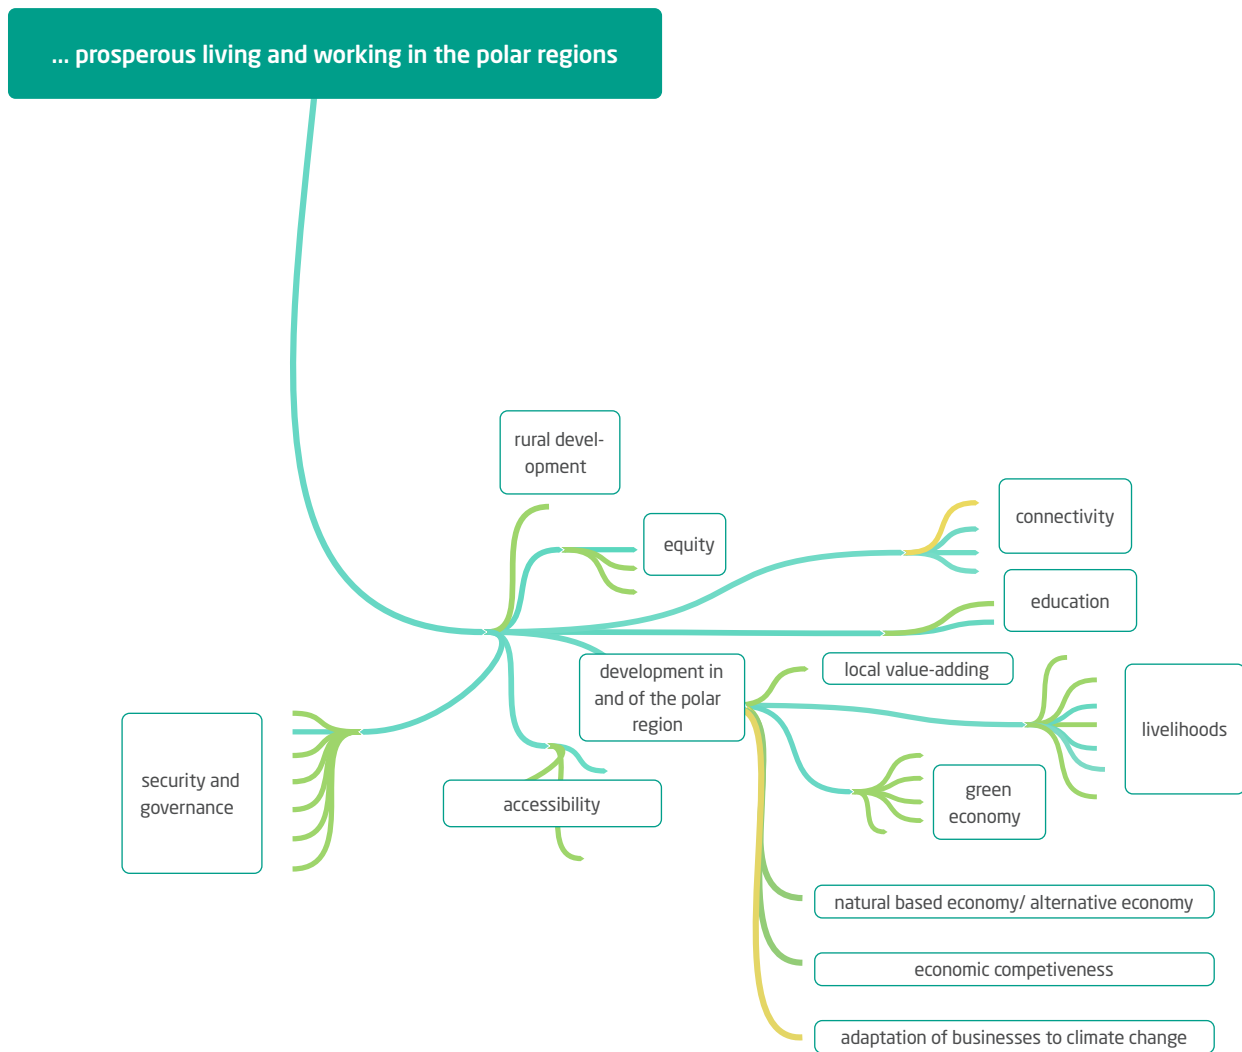 ... prosperous living and working in the polar regions
rural devel-
opment
equity
connectivity
education
development in
and of the polar
region
local value-adding
livelihoods
security and
governance
accessibility
green
economy
natural based economy/ alternative economy
economic competiveness
adaptation of businesses to climate change